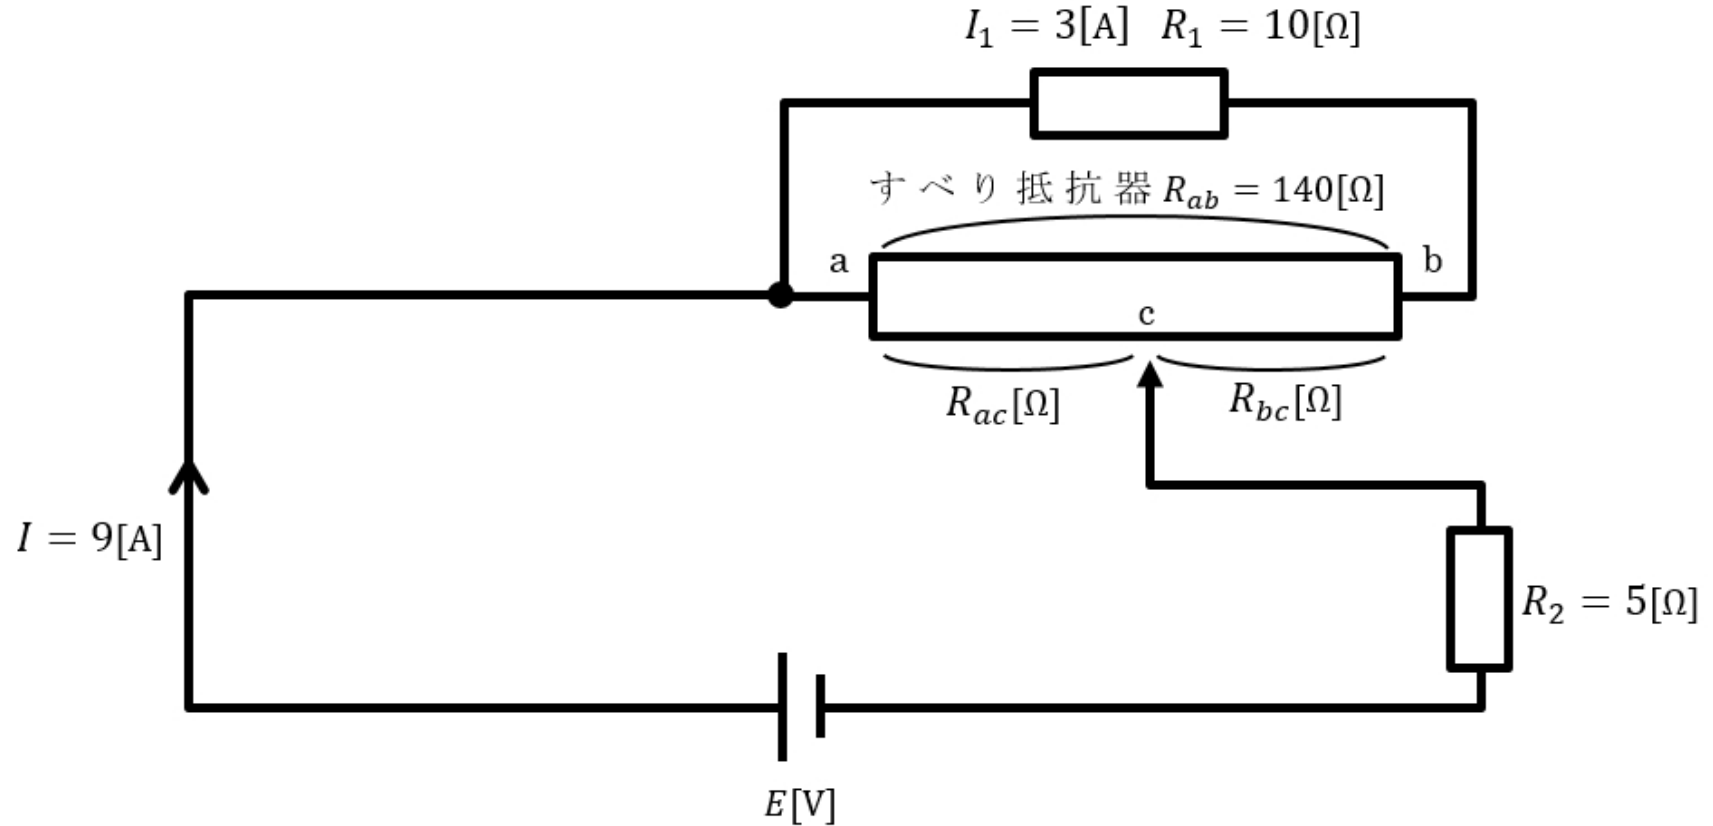 I₁ = 3[A] R₁ = 10[Ω]
すべり抵抗器 R_ab = 140[Ω]
a
b
c
R_ac[Ω]
R_bc[Ω]
I = 9[A]
R₂ = 5[Ω]
E[V]